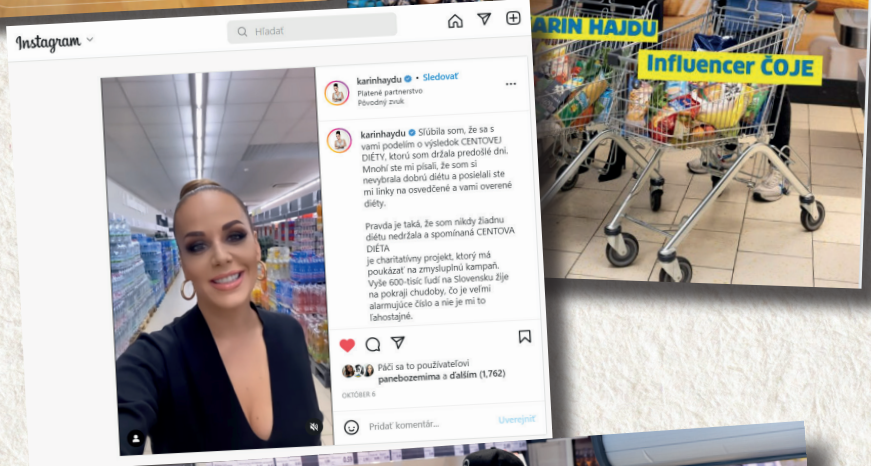 Instagram
Hľadať
karinhaydu • Sledovať
Platené partnerstvo
Pôvodný zvuk
karinhaydu Sľúbila som, že sa s
vami podelím o výsledok CENTOVEJ
DIÉTY, ktorú som držala predošlé dni.
Mnohí ste mi písali, že som si
nevybrala dobrú diétu a posielali ste
mi linky na osvedčené a vami overené
diéty.
Pravda je taká, že som nikdy žiadnu
diétu nedržala a spomínaná CENTOVA
DIÉTA
je charitatívny projekt, ktorý má
poukázať na zmysluplnú kampaň.
Vyše 600-tisíc ľudí na Slovensku žije
na pokraji chudoby, čo je veľmi
alarmujúce číslo a nie je mi to
ľahostajné.
Páči sa to používateľovi
panebozemima a ďalším (1,762)
OKTÓBER 6
Pridať komentár...
Uverejniť
KARIN HAJDU
Influencer ČOJE